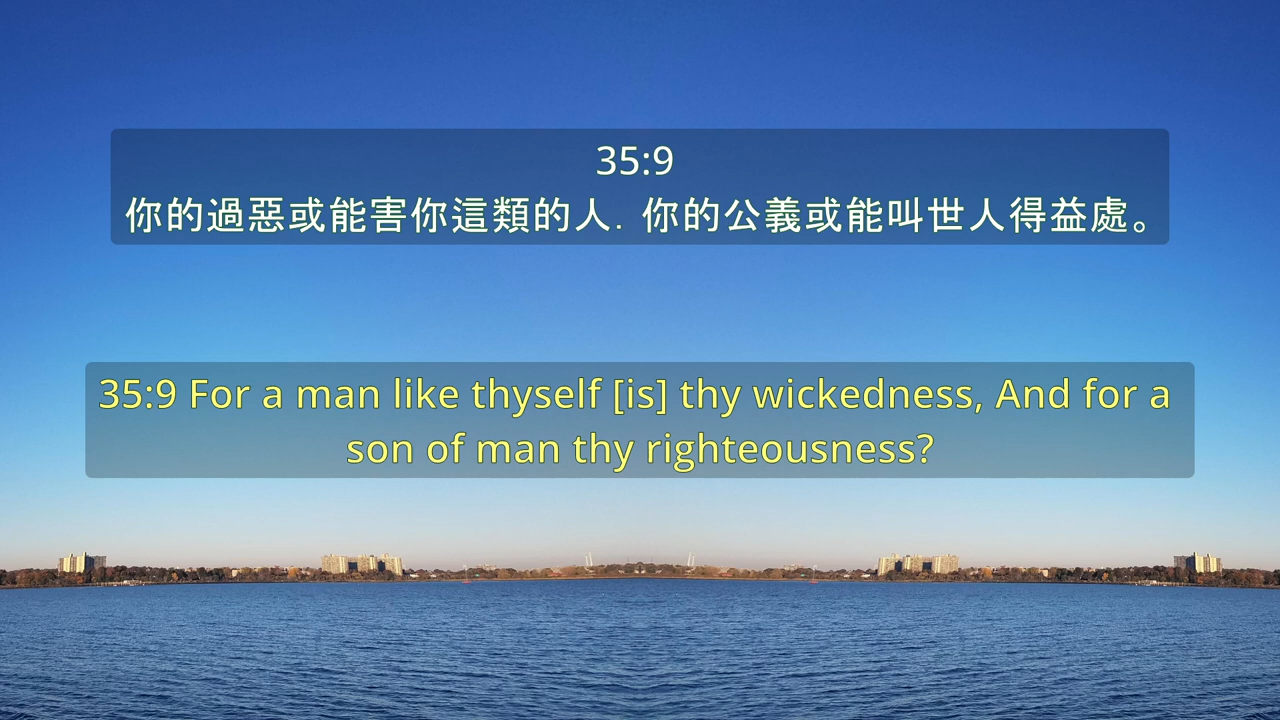 35:9
你的過惡或能害你這類的人．你的公義或能叫世人得益處。
35:9 For a man like thyself [is] thy wickedness, And for a
son of man thy righteousness?